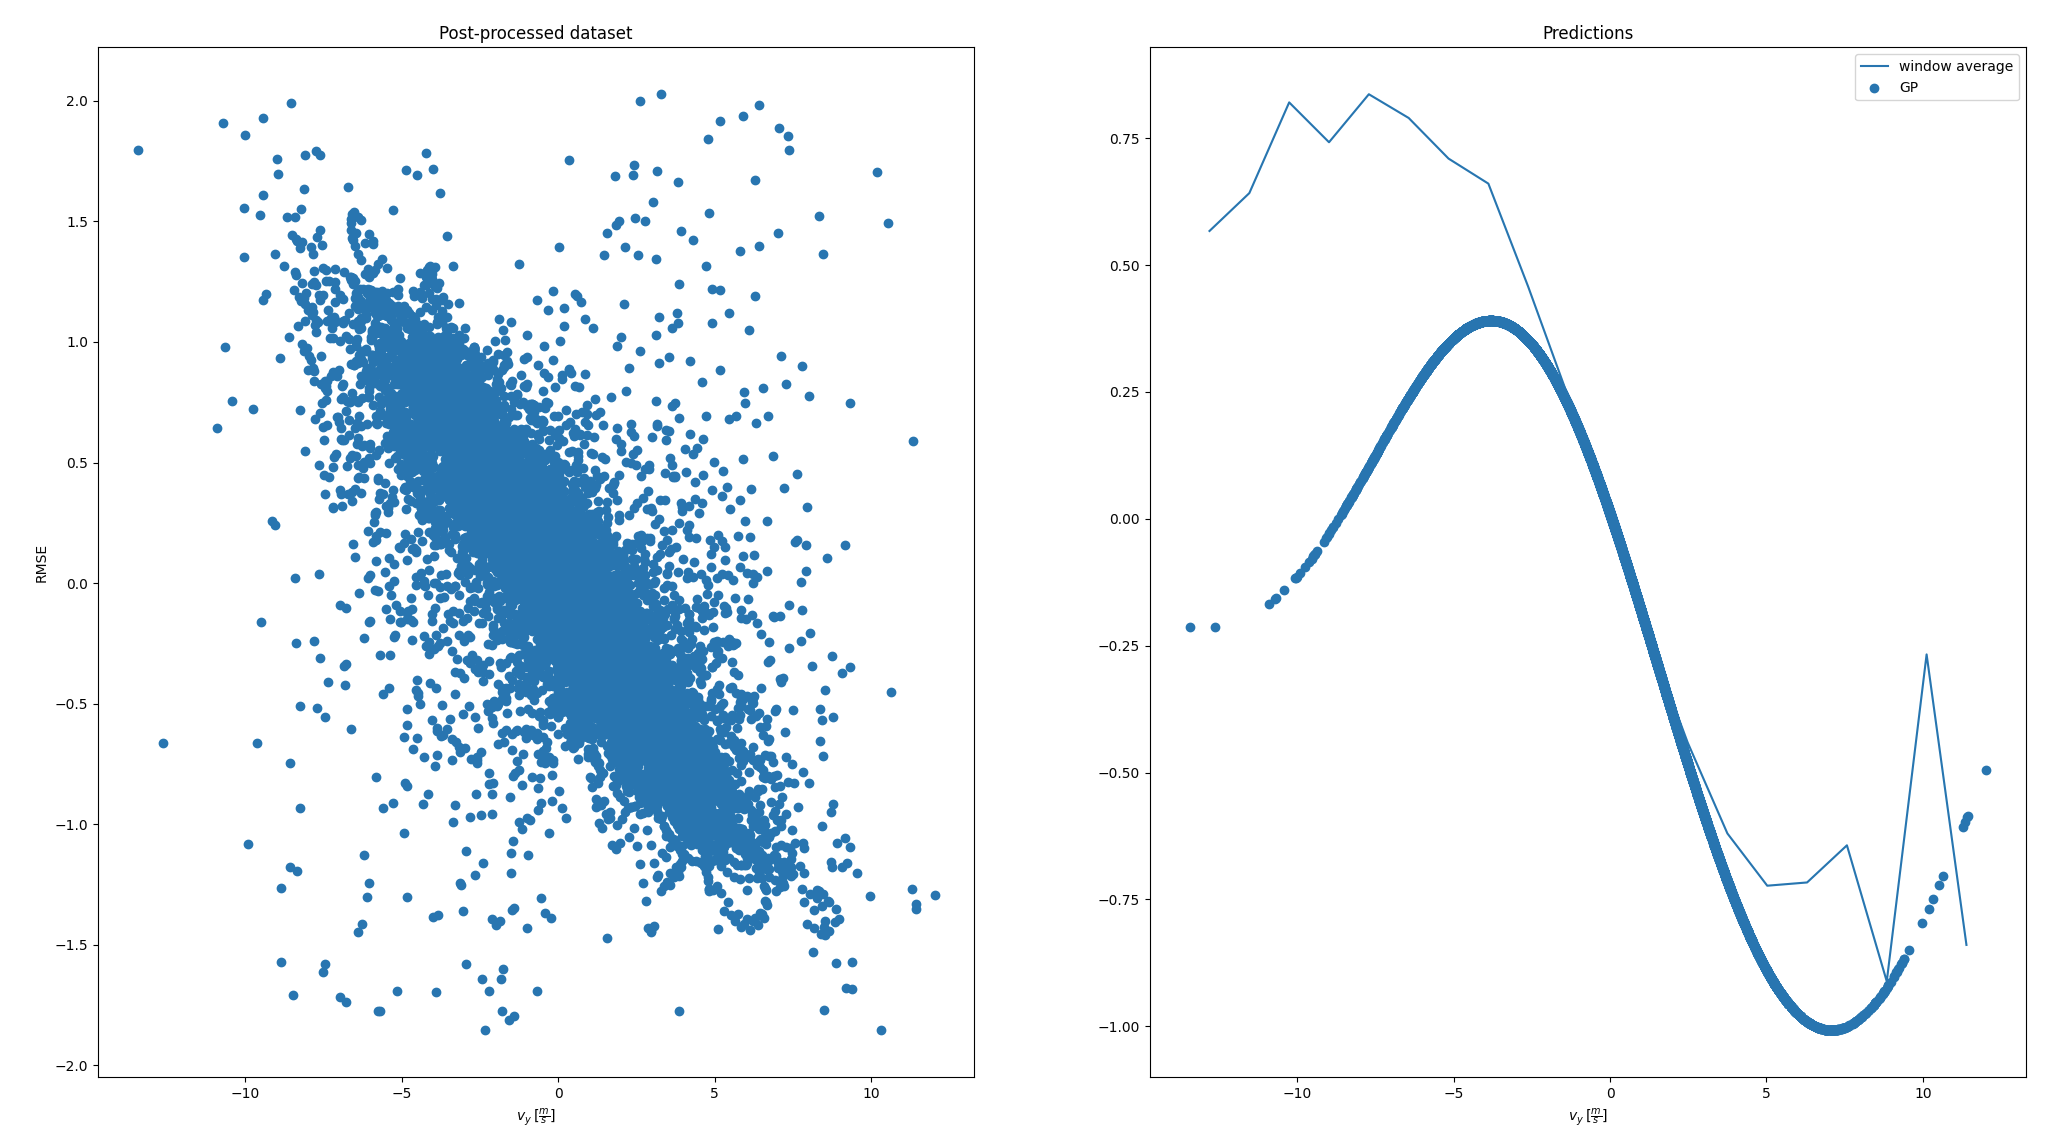 Post-processed dataset
2.0
1.5
1.0
0.5
0.0
−0.5
−1.0
−1.5
−2.0
RMSE
−10 −5 0 5 10
v_y [m/s]
Predictions
window average
GP
0.75
0.50
0.25
0.00
−0.25
−0.50
−0.75
−1.00
−10 −5 0 5 10
v_y [m/s]